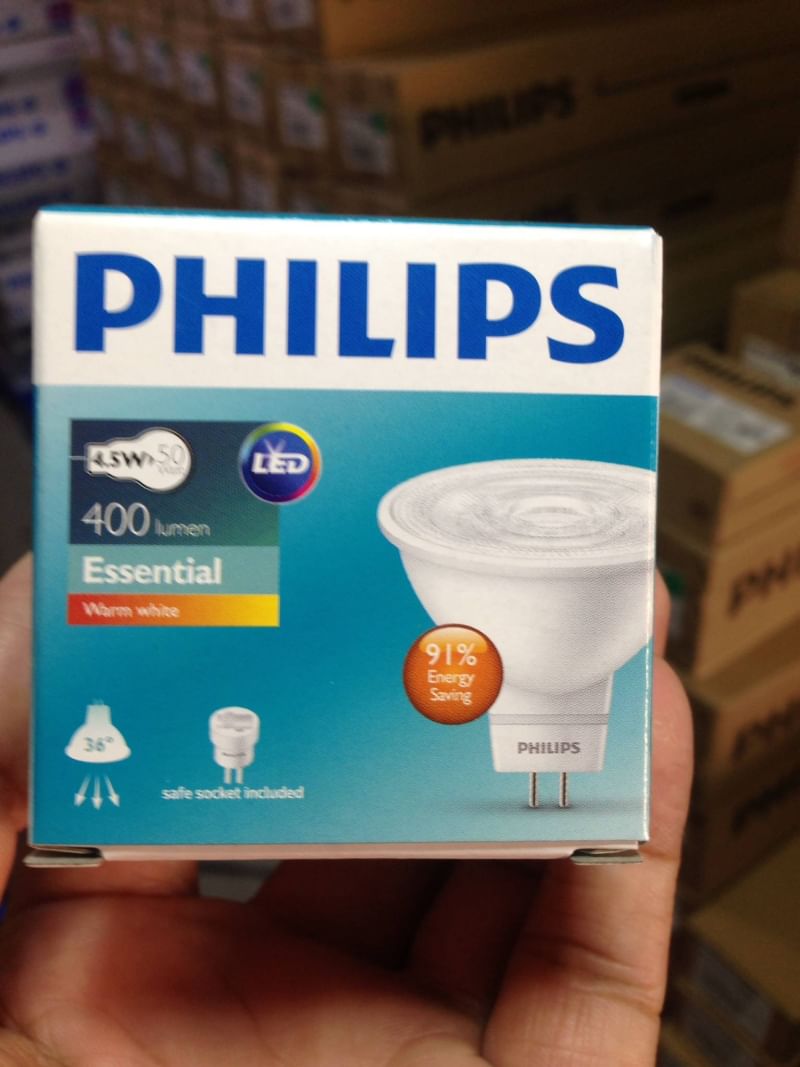 PHILIPS
PHILIPS
4.5W 50
Watt
LED
400 lumen
Essential
Warm white
91%
Energy
Saving
PHILIPS
36°
safe socket included